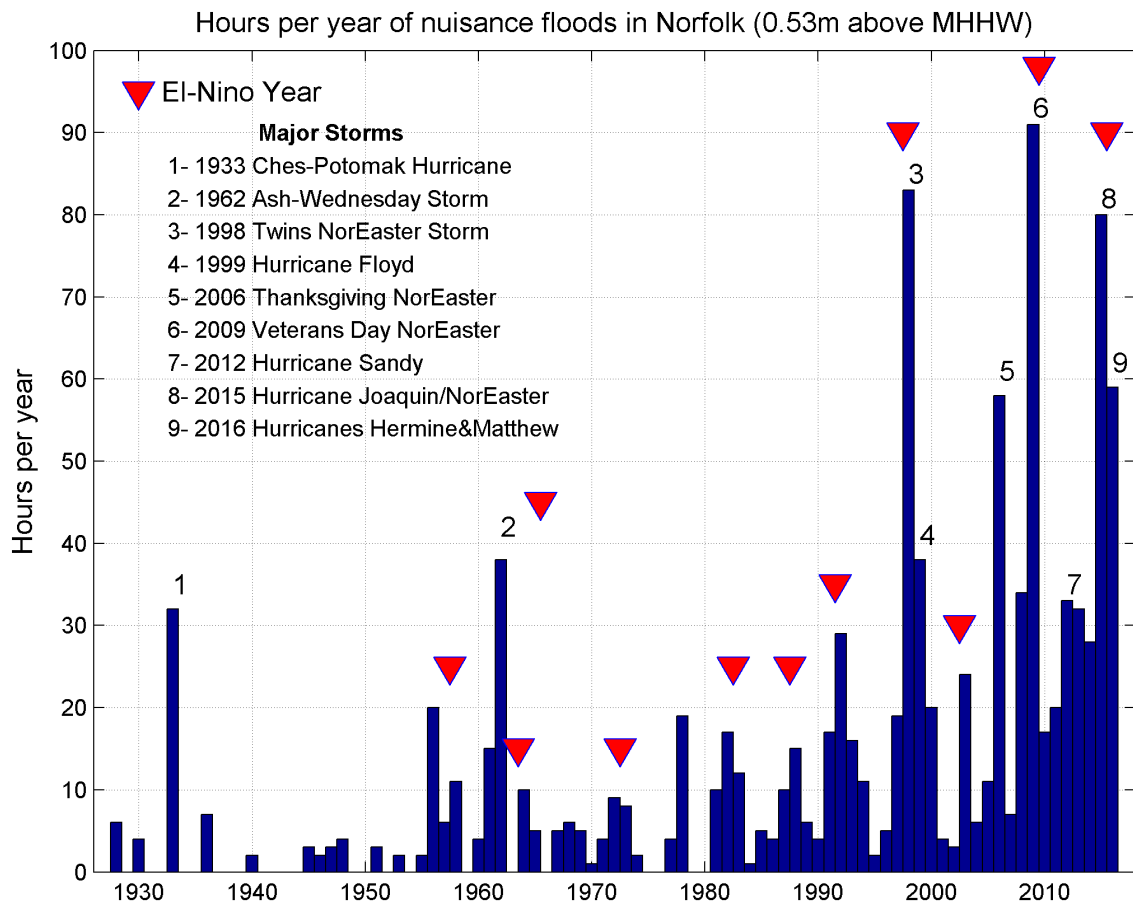 Hours per year of nuisance floods in Norfolk (0.53m above MHHW)
100
90
80
70
60
50
40
30
20
10
0
Hours per year
El-Nino Year
Major Storms
1- 1933 Ches-Potomak Hurricane
2- 1962 Ash-Wednesday Storm
3- 1998 Twins NorEaster Storm
4- 1999 Hurricane Floyd
5- 2006 Thanksgiving NorEaster
6- 2009 Veterans Day NorEaster
7- 2012 Hurricane Sandy
8- 2015 Hurricane Joaquin/NorEaster
9- 2016 Hurricanes Hermine&Matthew
1
2
3
4
5
6
7
8
9
1930 1940 1950 1960 1970 1980 1990 2000 2010